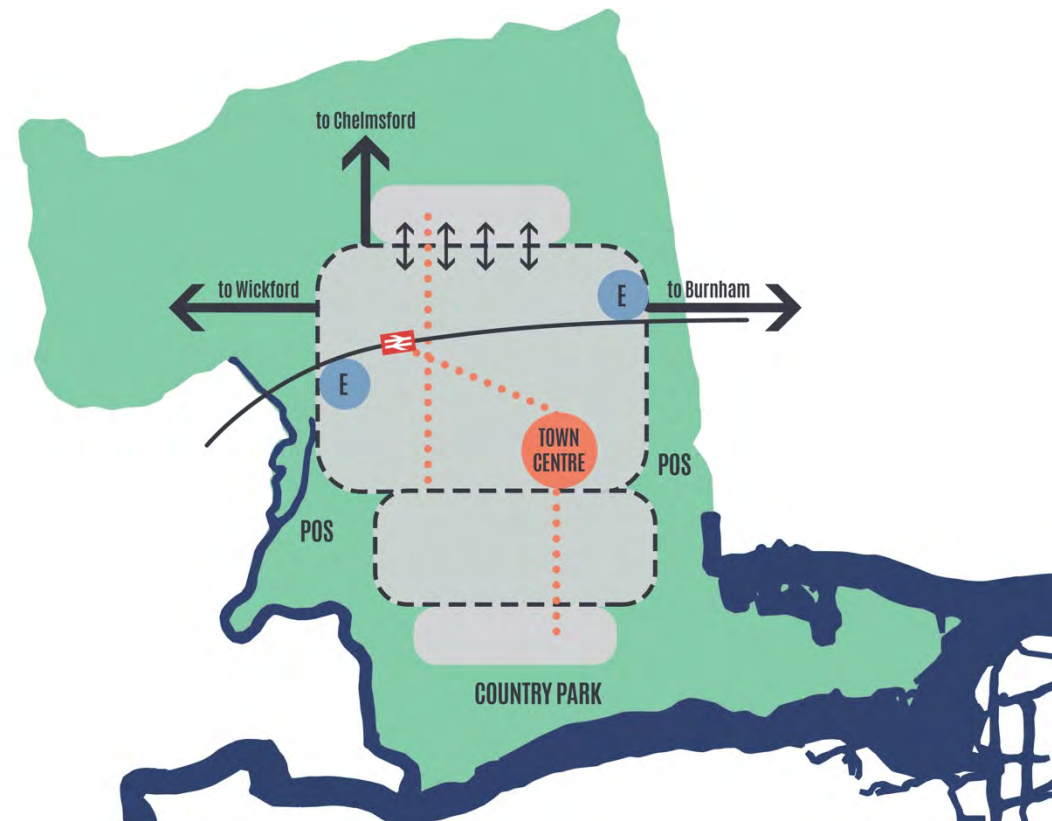 to Chelmsford
to Wickford
E
to Burnham
E
TOWN
CENTRE
POS
POS
COUNTRY PARK